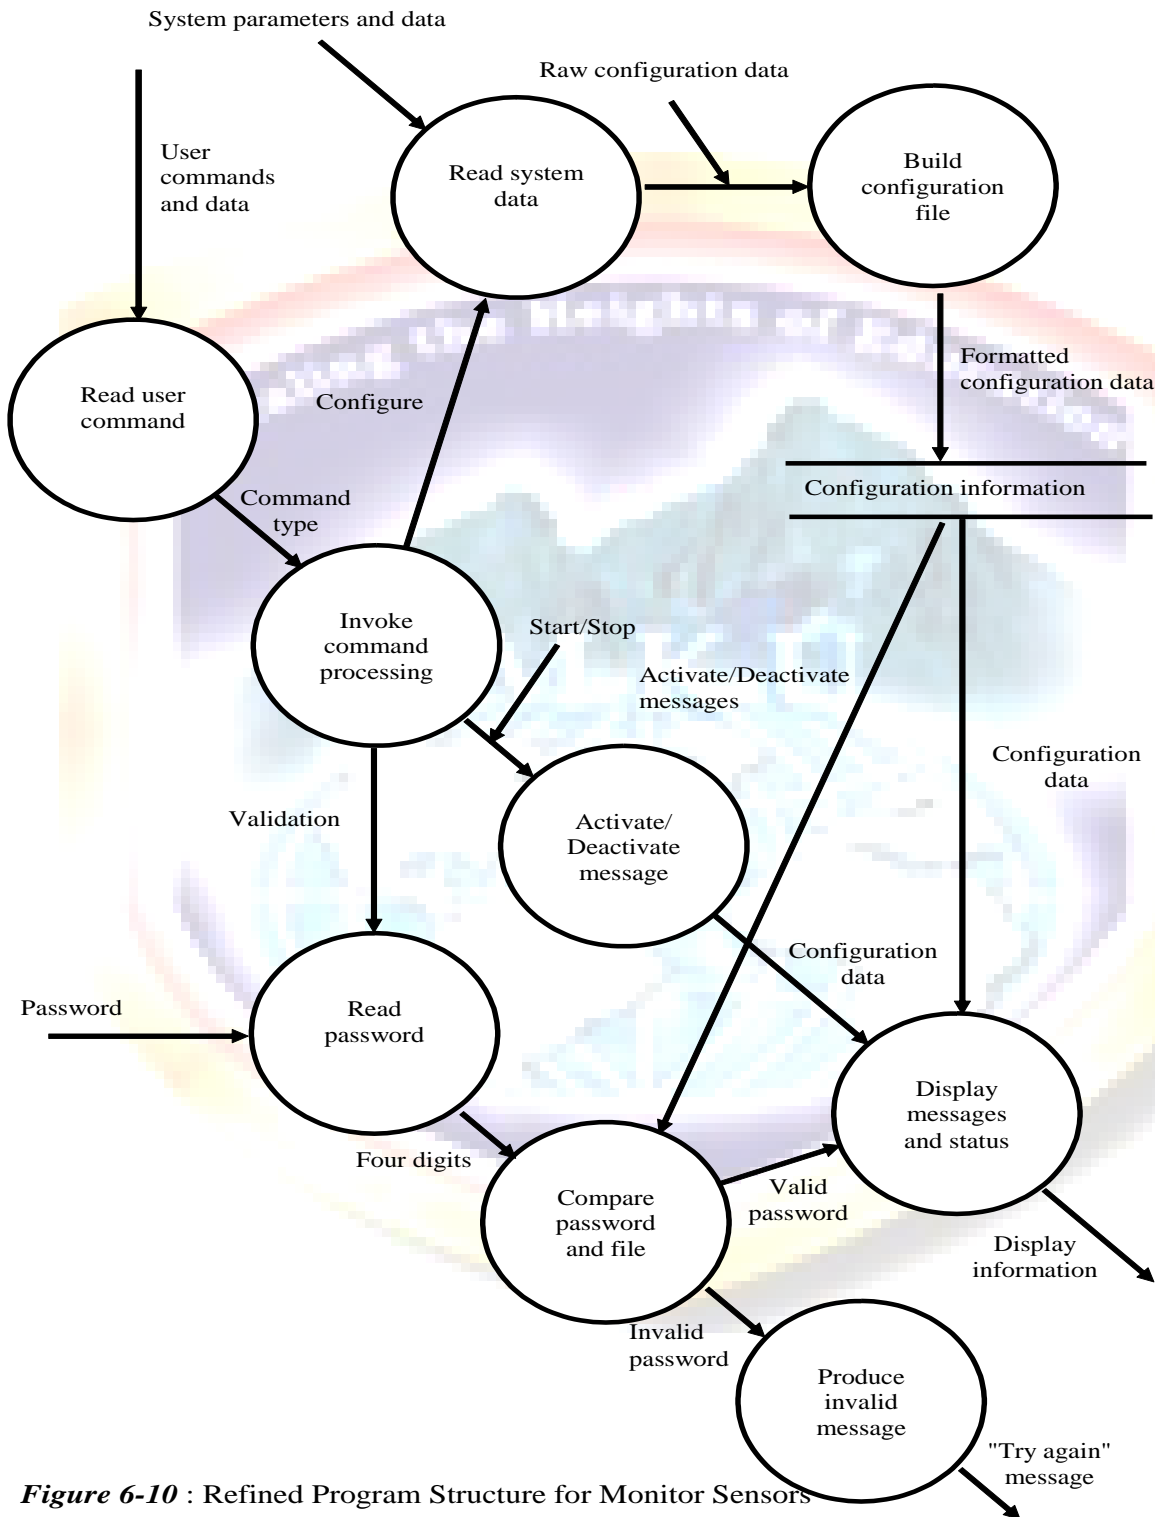 System parameters and data
Raw configuration data
User
commands
and data
Read system
data
Build
configuration
file
Formatted
configuration data
Read user
command
Configure
Configuration information
Command
type
Invoke
command
processing
Start/Stop
Activate/Deactivate
messages
Configuration
data
Validation
Activate/
Deactivate
message
Configuration
data
Password
Read
password
Display
messages
and status
Four digits
Compare
password
and file
Valid
password
Display
information
Invalid
password
Produce
invalid
message
"Try again"
message
Figure 6-10 : Refined Program Structure for Monitor Sensors